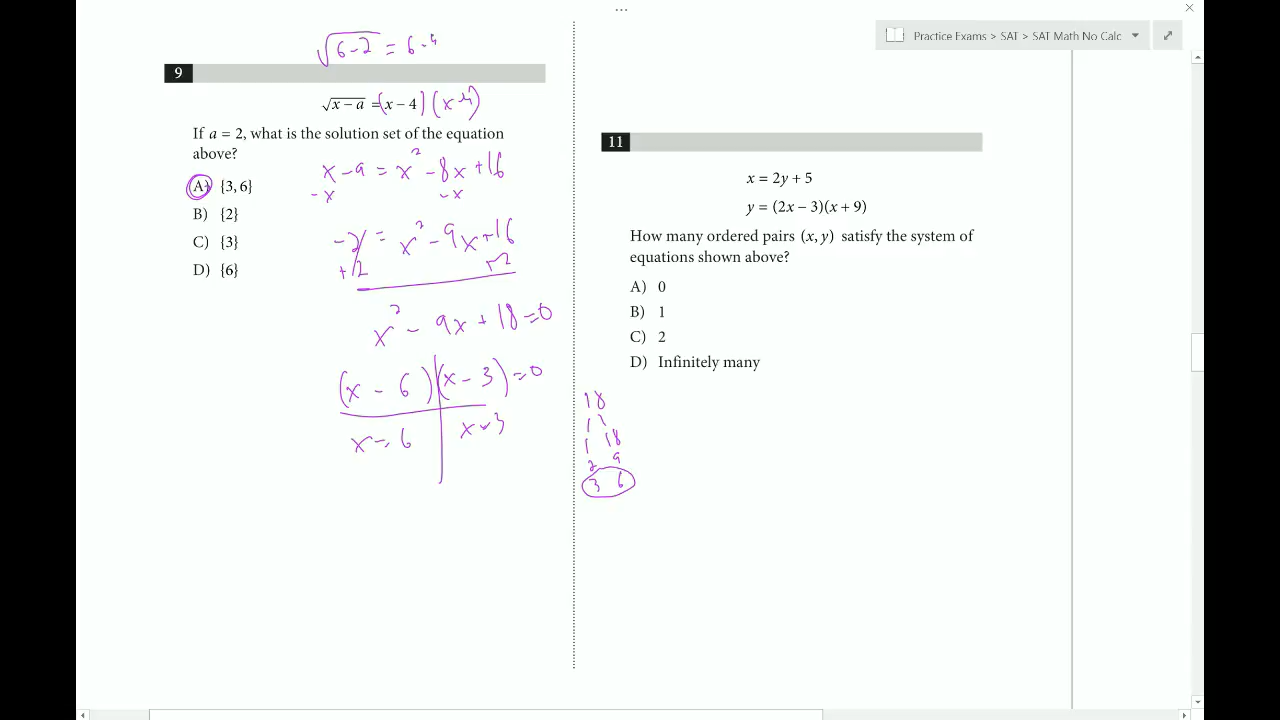 ...
Practice Exams > SAT > SAT Math No Calc
√6-2 = 6-4
9
√x – a = (x – 4) (x-4)
If a = 2, what is the solution set of the equation
above?
A) {3, 6}
B) {2}
C) {3}
D) {6}
x - a = x² - 8x + 16
- x - x
-2 = x² - 9x + 16
+2 +2
x² - 9x + 18 = 0
(x - 6)(x - 3) = 0
x = 6 x = 3
11
x = 2y + 5
y = (2x – 3)(x + 9)
How many ordered pairs (x, y) satisfy the system of
equations shown above?
A) 0
B) 1
C) 2
D) Infinitely many
18
1 18
2 9
3 6